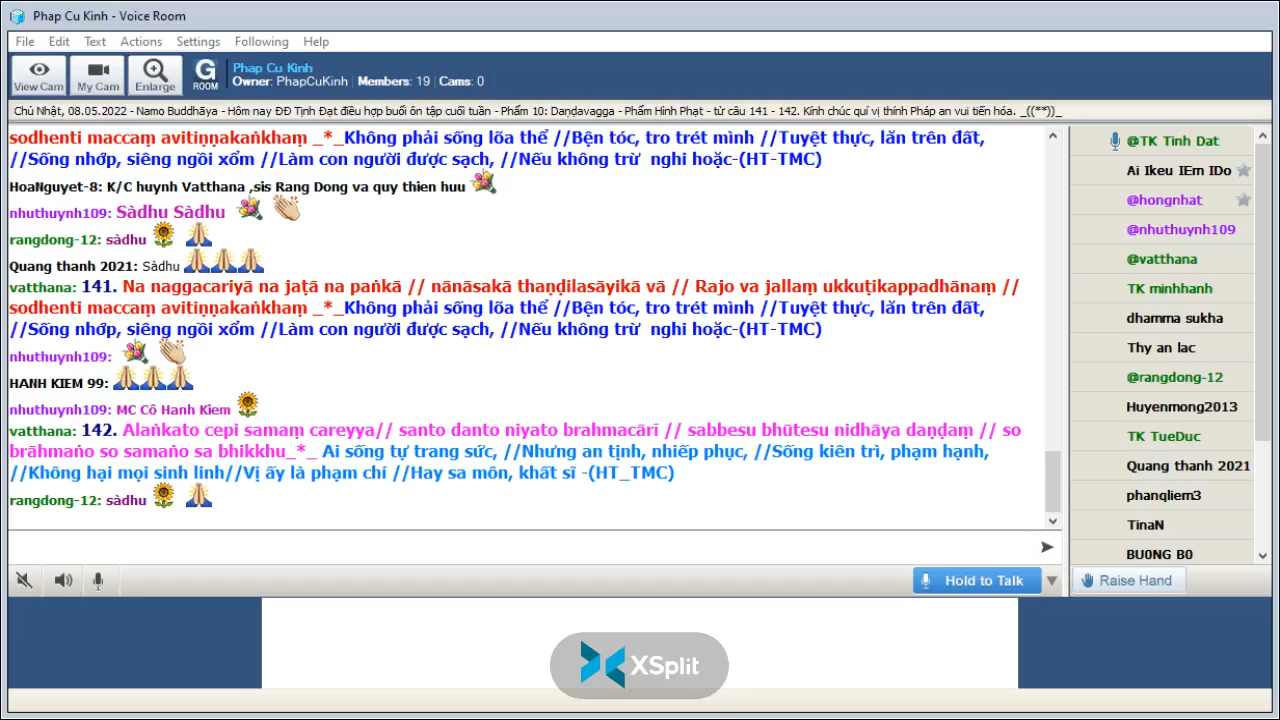 Phap Cu Kinh - Voice Room
File Edit Text Actions Settings Following Help
View Cam My Cam Enlarge G ROOM
Phap Cu Kinh
Owner: PhapCuKinh | Members: 19 | Cams: 0
Chủ Nhật, 08.05.2022 - Namo Buddhāya - Hôm nay ĐĐ Tịnh Đạt điều hợp buổi ôn tập cuối tuần - Phẩm 10: Daṇḍavagga - Phẩm Hình Phạt - từ câu 141 - 142. Kính chúc quí vị thính Pháp an vui tiến hóa. _((**))_
sodhenti maccaṃ avitiṇṇakaṅkhaṃ _*_Không phải sống lõa thể //Bện tóc, tro trét mình //Tuyệt thực, lăn trên đất,
//Sống nhớp, siêng ngồi xổm //Làm con người được sạch, //Nếu không trừ nghi hoặc-(HT-TMC)
HoaNguyet-8: K/C huynh Vatthana ,sis Rang Dong va quy thien huu
nhuthuynh109: Sàdhu Sàdhu
rangdong-12: sàdhu
Quang thanh 2021: Sàdhu
vatthana: 141. Na naggacariyā na jaṭā na paṅkā // nānāsakā thaṇḍilasāyikā vā // Rajo va jallaṃ ukkuṭikappadhānaṃ //
sodhenti maccaṃ avitiṇṇakaṅkhaṃ _*_Không phải sống lõa thể //Bện tóc, tro trét mình //Tuyệt thực, lăn trên đất,
//Sống nhớp, siêng ngồi xổm //Làm con người được sạch, //Nếu không trừ nghi hoặc-(HT-TMC)
nhuthuynh109:
HANH KIEM 99:
nhuthuynh109: MC Cô Hanh Kiem
vatthana: 142. Alaṅkato cepi samaṃ careyya// santo danto niyato brahmacārī // sabbesu bhūtesu nidhāya daṇḍaṃ // so
brāhmaṅo so samaṅo sa bhikkhu_*_ Ai sống tự trang sức, //Nhưng an tịnh, nhiếp phục, //Sống kiên trì, phạm hạnh,
//Không hại mọi sinh linh//Vị ấy là phạm chí //Hay sa môn, khất sĩ -(HT_TMC)
rangdong-12: sàdhu
Hold to Talk
@TK Tinh Dat
Ai Ikeu IEm IDo
@hongnhat
@nhuthuynh109
@vatthana
TK minhhanh
dhamma sukha
Thy an lac
@rangdong-12
Huyenmong2013
TK TueDuc
Quang thanh 2021
phanqliem3
TinaN
BU0NG B0
Raise Hand
XSplit